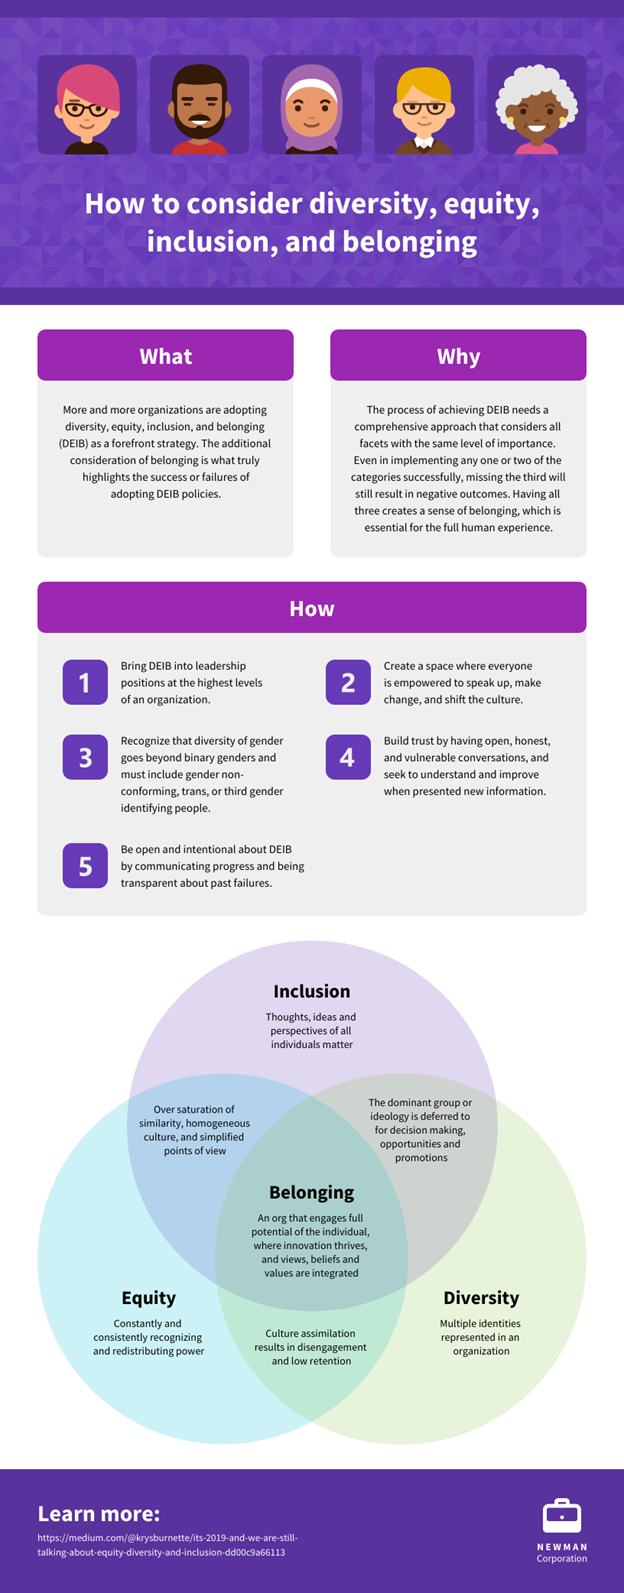 How to consider diversity, equity,
inclusion, and belonging
What
More and more organizations are adopting
diversity, equity, inclusion, and belonging
(DEIB) as a forefront strategy. The additional
consideration of belonging is what truly
highlights the success or failures of
adopting DEIB policies.
Why
The process of achieving DEIB needs a
comprehensive approach that considers all
facets with the same level of importance.
Even in implementing any one or two of the
categories successfully, missing the third will
still result in negative outcomes. Having all
three creates a sense of belonging, which is
essential for the full human experience.
How
1
Bring DEIB into leadership
positions at the highest levels
of an organization.
2
Create a space where everyone
is empowered to speak up, make
change, and shift the culture.
3
Recognize that diversity of gender
goes beyond binary genders and
must include gender non-
conforming, trans, or third gender
identifying people.
4
Build trust by having open, honest,
and vulnerable conversations, and
seek to understand and improve
when presented new information.
5
Be open and intentional about DEIB
by communicating progress and being
transparent about past failures.
Inclusion
Thoughts, ideas and
perspectives of all
individuals matter
Over saturation of
similarity, homogeneous
culture, and simplified
points of view
The dominant group or
ideology is deferred to
for decision making,
opportunities and
promotions
Belonging
An org that engages full
potential of the individual,
where innovation thrives,
and views, beliefs and
values are integrated
Equity
Constantly and
consistently recognizing
and redistributing power
Culture assimilation
results in disengagement
and low retention
Diversity
Multiple identities
represented in an
organization
Learn more:
https://medium.com/@krysburnette/its-2019-and-we-are-still-
talking-about-equity-diversity-and-inclusion-dd00c9a66113
NEWMAN
Corporation